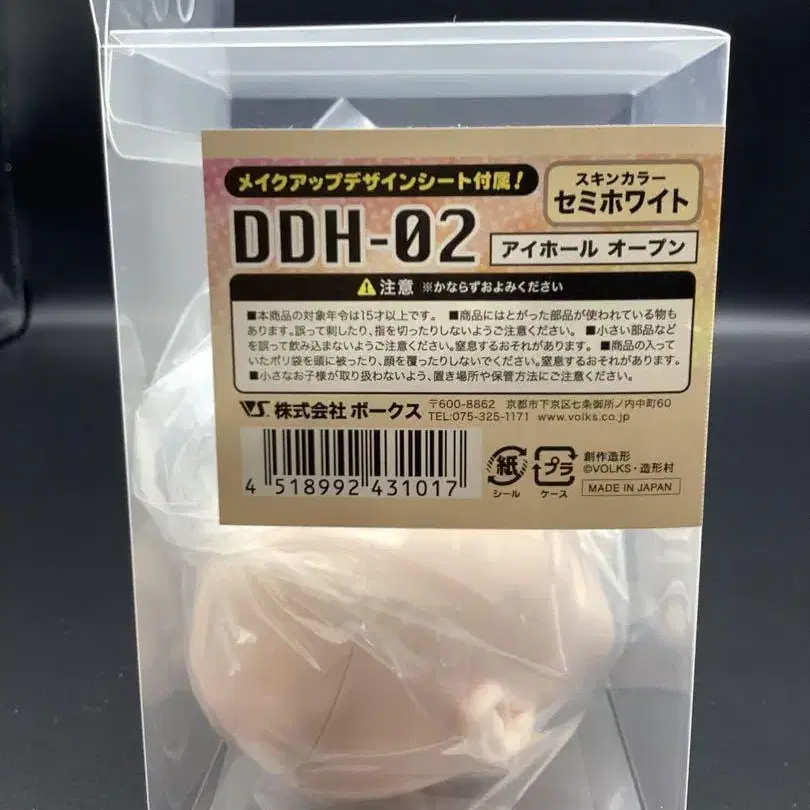 メイクアップデザインシート付属!
スキンカラー
セミホワイト
DDH-02
アイホール オープン
注意 ※かならずおよみください
■本商品の対象年令は15才以上です。 ■商品にはとがった部品が使われている物も
あります。誤って刺したり、指を切ったりしないようご注意ください。 ■小さい部品など
を誤って飲み込まないようご注意ください。窒息するおそれがあります。 ■商品の入って
いたポリ袋を頭に被ったり、顔を覆ったりしないでください。窒息するおそれがあります。
■小さなお子様が取り扱わないよう、置き場所や保管方法にご注意ください。
VS 株式会社 ボークス
〒600-8862 京都市下京区七条御所ノ内中町60
TEL:075-325-1171 www.volks.co.jp
4 518992 431017
紙
シール
プラ
ケース
創作造形
©VOLKS・造形村
MADE IN JAPAN